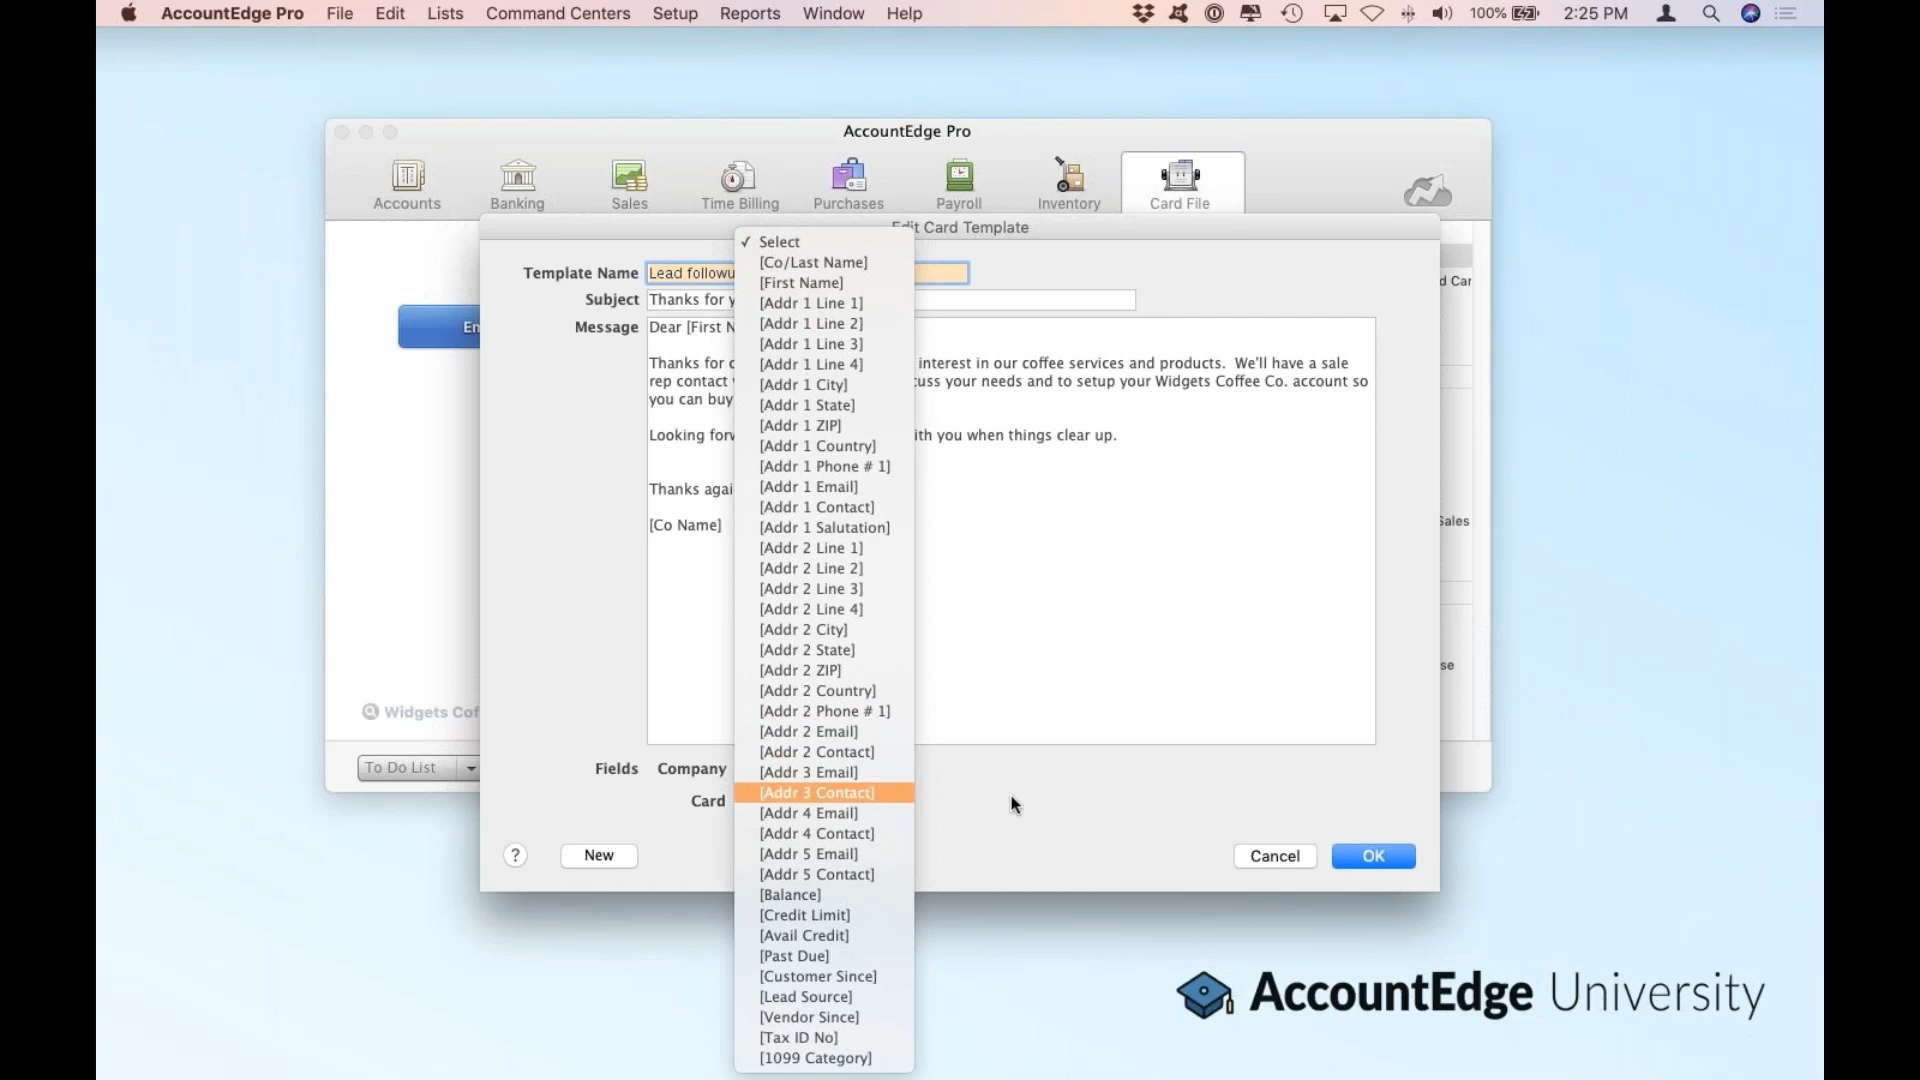 AccountEdge Pro File Edit Lists Command Centers Setup Reports Window Help 100% 2:25 PM
AccountEdge Pro
Accounts Banking Sales Time Billing Purchases Payroll Inventory Card File
Edit Card Template
Template Name Lead followu
Subject Thanks for y
Message Dear [First N
Thanks for interest in our coffee services and products. We'll have a sale
rep contact cuss your needs and to setup your Widgets Coffee Co. account so
you can buy
Looking forw ith you when things clear up.
Thanks agai
[Co Name]
✓ Select
[Co/Last Name]
[First Name]
[Addr 1 Line 1]
[Addr 1 Line 2]
[Addr 1 Line 3]
[Addr 1 Line 4]
[Addr 1 City]
[Addr 1 State]
[Addr 1 ZIP]
[Addr 1 Country]
[Addr 1 Phone # 1]
[Addr 1 Email]
[Addr 1 Contact]
[Addr 1 Salutation]
[Addr 2 Line 1]
[Addr 2 Line 2]
[Addr 2 Line 3]
[Addr 2 Line 4]
[Addr 2 City]
[Addr 2 State]
[Addr 2 ZIP]
[Addr 2 Country]
[Addr 2 Phone # 1]
[Addr 2 Email]
[Addr 2 Contact]
[Addr 3 Email]
[Addr 3 Contact]
[Addr 4 Email]
[Addr 4 Contact]
[Addr 5 Email]
[Addr 5 Contact]
[Balance]
[Credit Limit]
[Avail Credit]
[Past Due]
[Customer Since]
[Lead Source]
[Vendor Since]
[Tax ID No]
[1099 Category]
En
d Car
Sales
se
Widgets Cof
To Do List
Fields Company
Card
? New Cancel OK
AccountEdge University